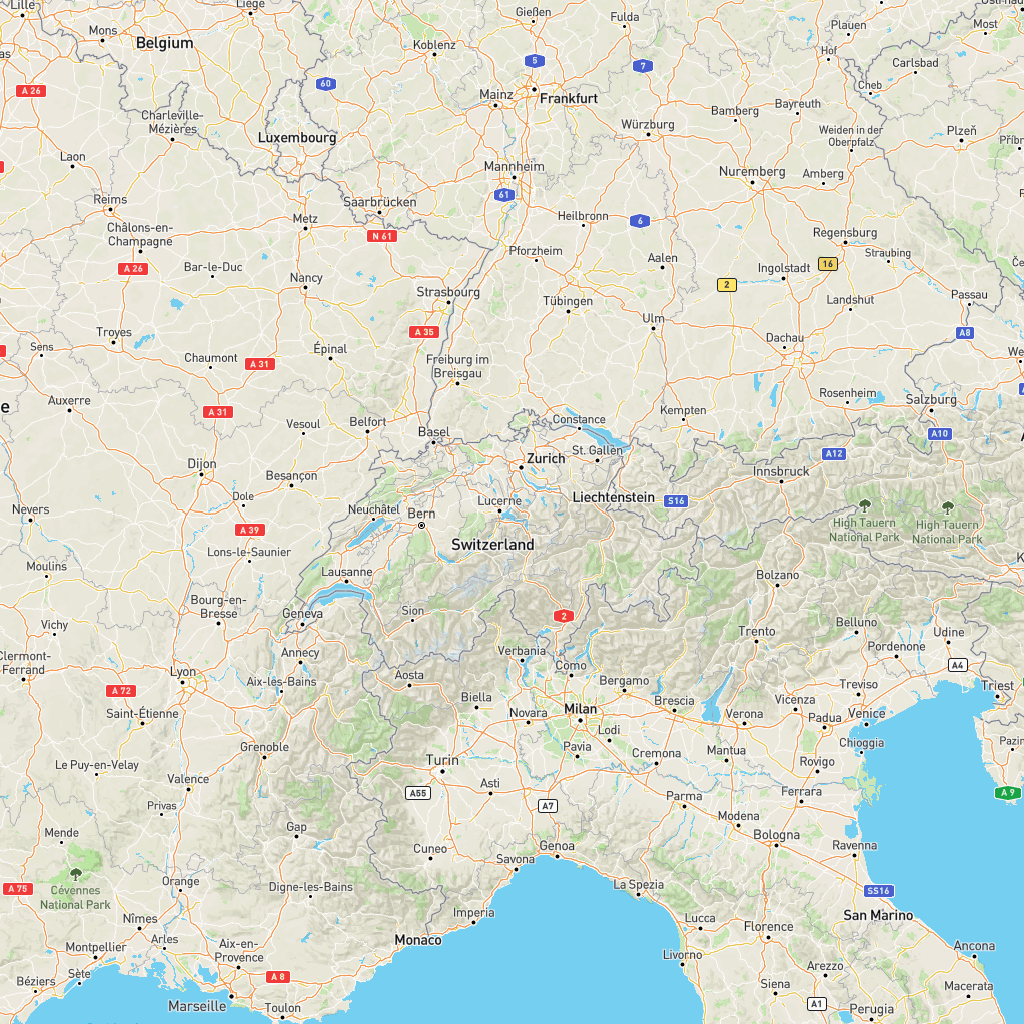 Lille
Mons
Belgium
Liège
Gießen
Fulda
Plauen
Most
Koblenz
Hof
Carlsbad
A 26
60
5
7
Cheb
Mainz
Frankfurt
Bamberg
Bayreuth
Charleville-
Mézières
Luxembourg
Würzburg
Weiden in der
Oberpfalz
Plzeň
Laon
Mannheim
Nuremberg
Amberg
Reims
Saarbrücken
61
Metz
Heilbronn
6
Châlons-en-
Champagne
N 61
Regensburg
Pforzheim
Straubing
A 26
Bar-le-Duc
Aalen
Ingolstadt
16
Nancy
2
Strasbourg
Tübingen
Landshut
Passau
Ulm
Troyes
A 35
Dachau
A8
Sens
Épinal
Chaumont
A 31
Freiburg im
Breisgau
Auxerre
A 31
Rosenheim
Salzburg
Vesoul
Belfort
Basel
Constance
Kempten
A10
St. Gallen
A12
Zurich
Dijon
Besançon
Innsbruck
Dole
Lucerne
Liechtenstein
S16
Nevers
Neuchâtel
Bern
High Tauern
National Park
High Tauern
National Park
A 39
Switzerland
Lons-le-Saunier
Moulins
Lausanne
Bolzano
Bourg-en-
Bresse
Geneva
Sion
2
Vichy
Trento
Belluno
Udine
Annecy
Verbania
Pordenone
Clermont-
Ferrand
Lyon
Aosta
Como
A4
A 72
Aix-les-Bains
Bergamo
Treviso
Triest
Saint-Étienne
Biella
Novara
Milan
Brescia
Verona
Vicenza
Padua
Venice
Lodi
Chioggia
Grenoble
Pavia
Cremona
Mantua
Le Puy-en-Velay
Turin
Rovigo
Valence
Asti
A55
Ferrara
A 9
Privas
A7
Parma
Modena
Mende
Gap
Bologna
Cuneo
Savona
Genoa
Ravenna
Cévennes
National Park
A 75
Orange
Digne-les-Bains
La Spezia
SS16
Nîmes
Imperia
Lucca
San Marino
Montpellier
Arles
Aix-en-
Provence
Monaco
Florence
Livorno
Ancona
Béziers
Sète
A 8
Arezzo
Siena
Macerata
Marseille
Toulon
A1
Perugia